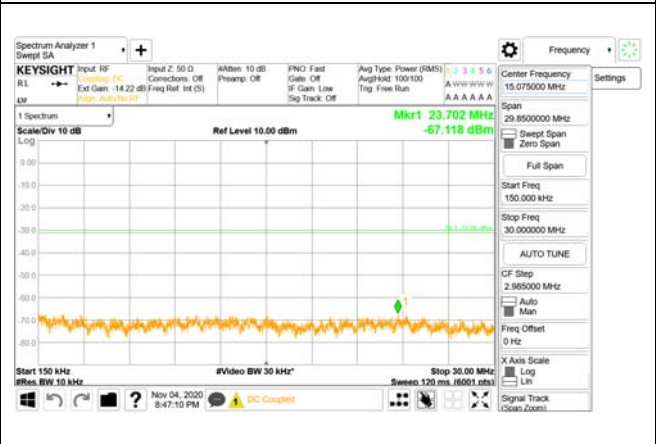 Spectrum Analyzer 1
Swept SA
Frequency
KEYSIGHT
RL
Input: RF
Coupling: DC
Ext Gain: -14.22 dB
Align: Auto/No RF
Input Z: 50 Ω
Corrections: Off
Freq Ref: Int (S)
#Atten: 10 dB
Preamp: Off
PNO: Fast
Gate: Off
IF Gain: Low
Sig Track: Off
Avg Type: Power (RMS)
Avg|Hold: 100/100
Trig: Free Run
1 2 3 4 5 6
A W W W W W
A A A A A A
1 Spectrum
Scale/Div 10 dB
Ref Level 10.00 dBm
Mkr1 23.702 MHz
-67.118 dBm
Log
0.00
-10.0
-20.0
-30.0
-40.0
-50.0
-60.0
-70.0
-80.0
1
Start 150 kHz
#Res BW 10 kHz
#Video BW 30 kHz*
Stop 30.00 MHz
Sweep 120 ms (6001 pts)
Nov 04, 2020
8:47:10 PM
1
DC Coupled
Center Frequency
15.075000 MHz
Settings
Span
29.8500000 MHz
Swept Span
Zero Span
Full Span
Start Freq
150.000 kHz
Stop Freq
30.000000 MHz
AUTO TUNE
CF Step
2.985000 MHz
Auto
Man
Freq Offset
0 Hz
X Axis Scale
Log
Lin
Signal Track
(Span Zoom)